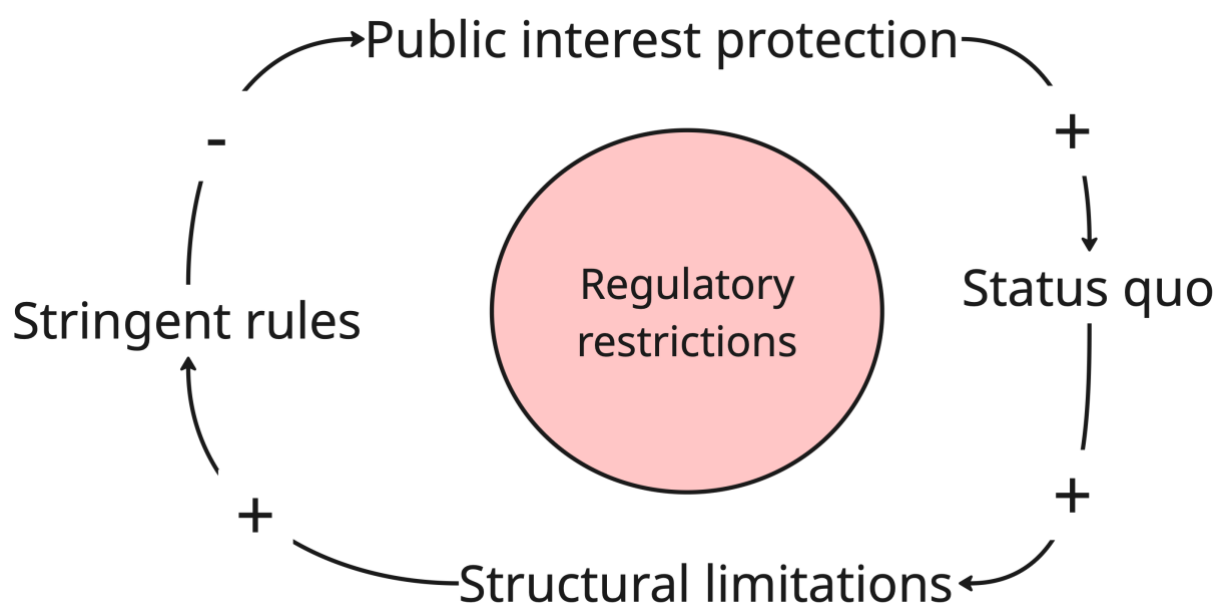 Public interest protection
-
+
Regulatory
restrictions
Status quo
Stringent rules
+
+
Structural limitations